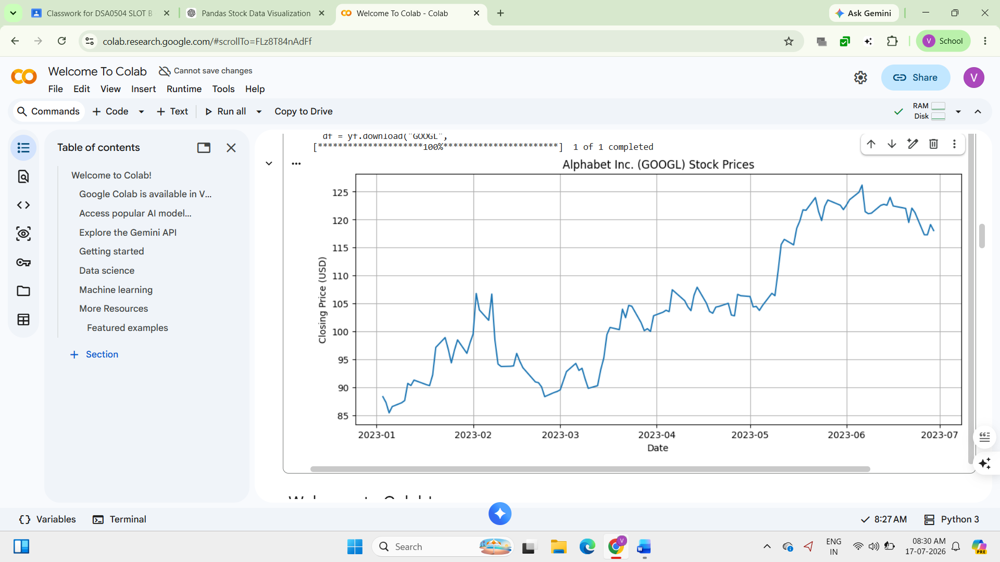 Classwork for DSA0504 SLOT B
Pandas Stock Data Visualization
Welcome To Colab - Colab
Ask Gemini
colab.research.google.com/#scrollTo=FLz8T84nAdFf
V School
Welcome To Colab
Cannot save changes
File Edit View Insert Runtime Tools Help
Share
V
Commands
+ Code
+ Text
Run all
Copy to Drive
RAM
Disk
Table of contents
Welcome to Colab!
Google Colab is available in V...
Access popular AI model...
Explore the Gemini API
Getting started
Data science
Machine learning
More Resources
Featured examples
+ Section
df = yf.download("GOOGL",
[*********************100%***********************]  1 of 1 completed
Alphabet Inc. (GOOGL) Stock Prices
125
120
115
110
105
100
95
90
85
Closing Price (USD)
2023-01 2023-02 2023-03 2023-04 2023-05 2023-06 2023-07
Date
Welcome to Colab!
Variables
Terminal
8:27 AM
Python 3
Search
ENG
IN
08:30 AM
17-07-2026
PRE